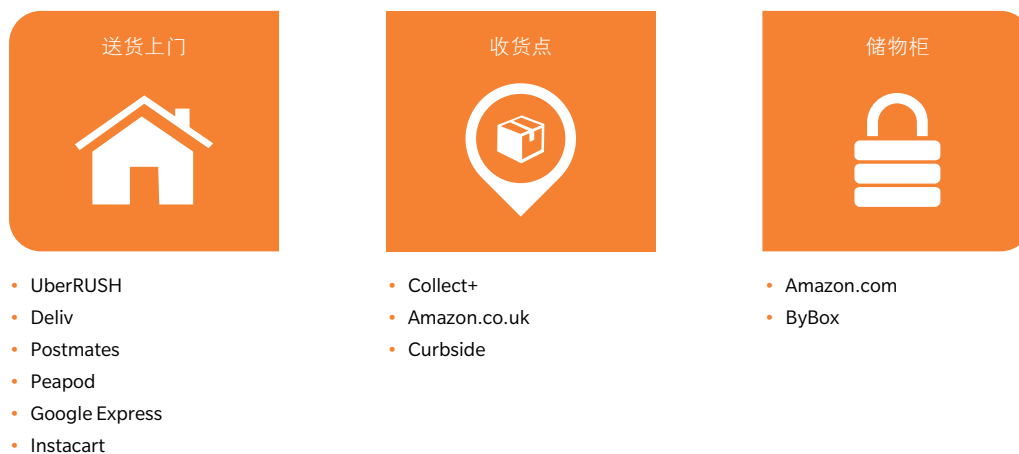 送货上门
收货点
储物柜
• UberRUSH
• Deliv
• Postmates
• Peapod
• Google Express
• Instacart
• Collect+
• Amazon.co.uk
• Curbside
• Amazon.com
• ByBox